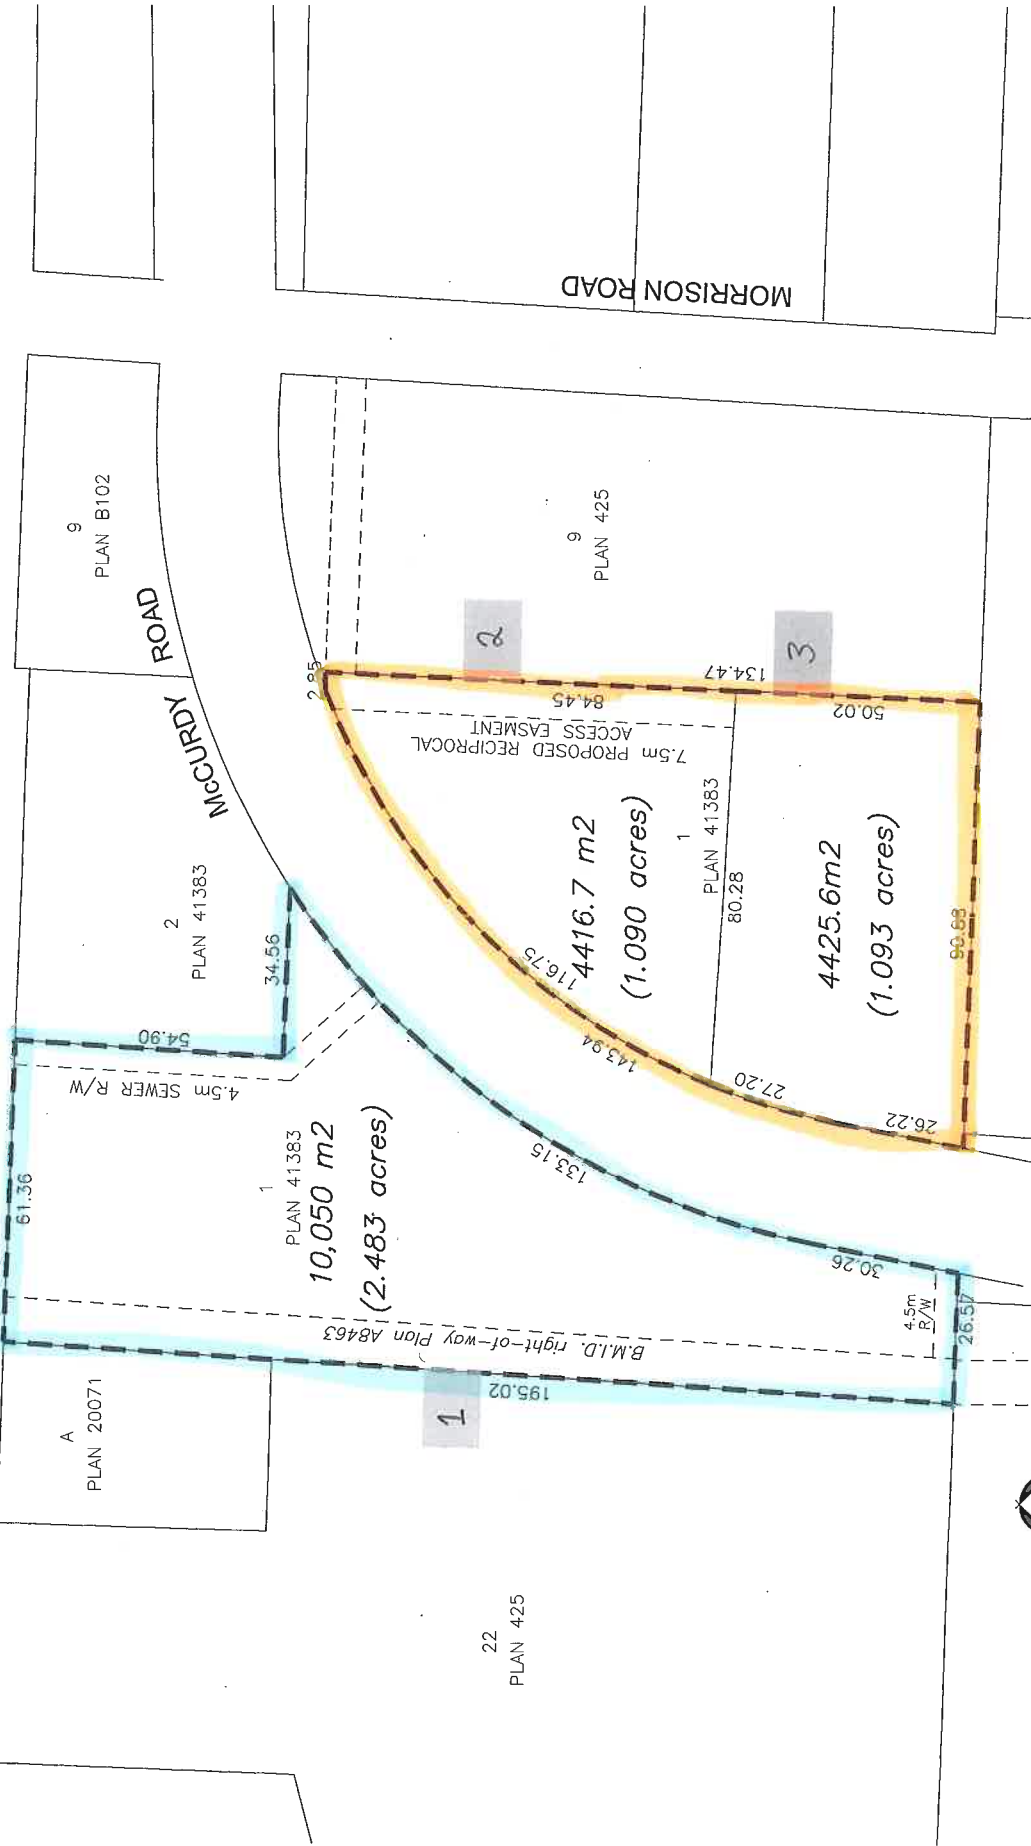 MORRISON ROAD
9
PLAN B102
McCURDY ROAD
9
PLAN 425
2
3
2.85
84.45
134.47
50.02
7.5m PROPOSED RECIPROCAL
ACCESS EASMENT
2
PLAN 41383
34.56
54.90
4.5m SEWER R/W
4416.7 m2
(1.090 acres)
1
PLAN 41383
80.28
4425.6m2
(1.093 acres)
90.88
116.75
143.94
27.20
26.22
61.36
1
PLAN 41383
10,050 m2
(2.483 acres)
133.15
30.26
4.5m
R/W
26.57
B.M.I.D. right-of-way Plan A8463
195.02
1
A
PLAN 20071
22
PLAN 425